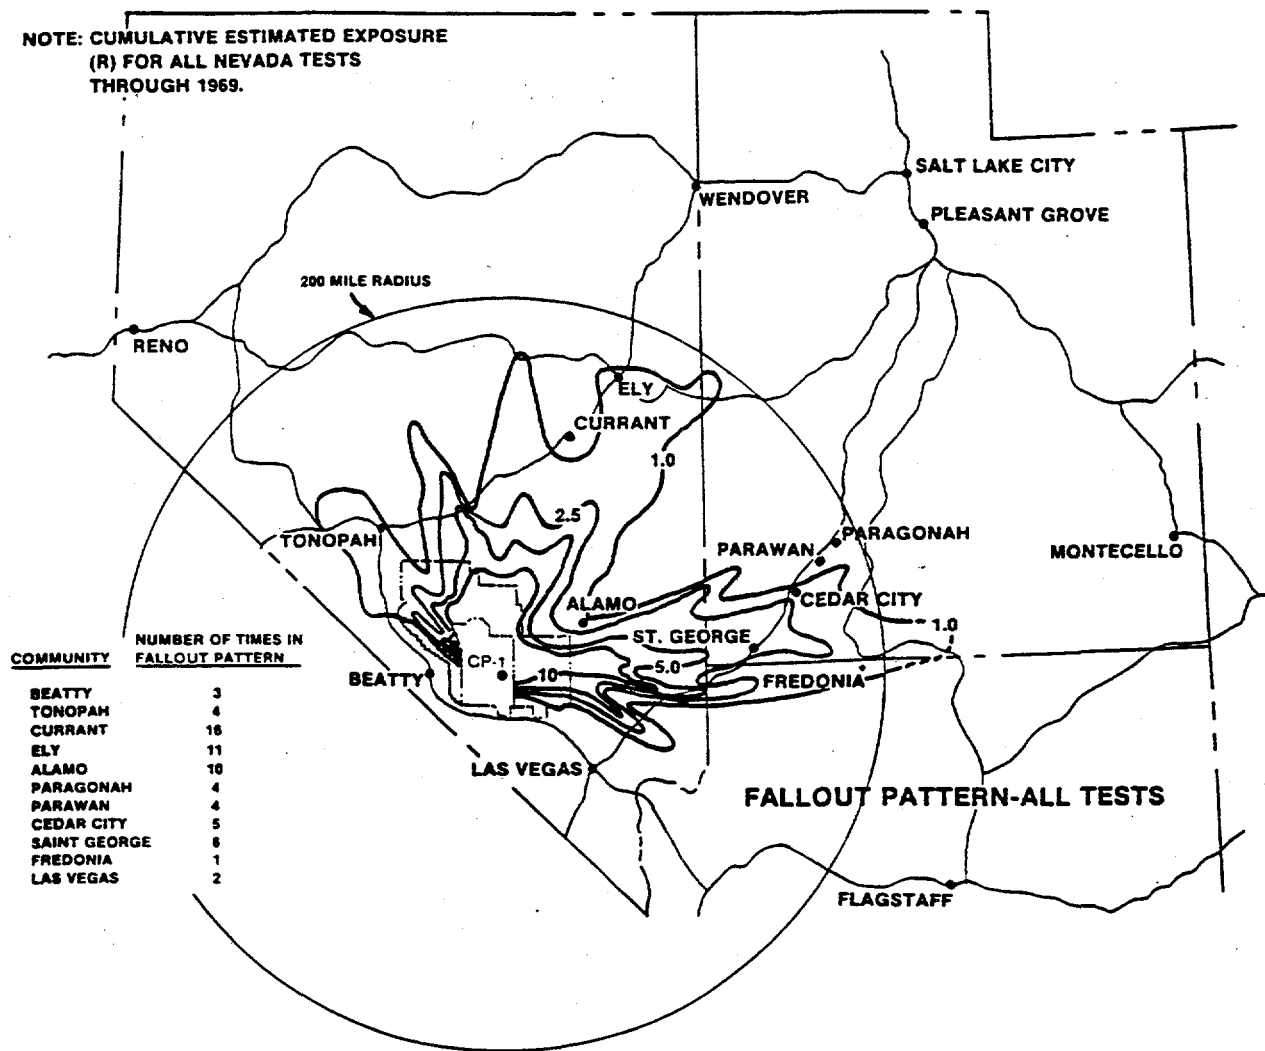 NOTE: CUMULATIVE ESTIMATED EXPOSURE
(R) FOR ALL NEVADA TESTS
THROUGH 1969.
SALT LAKE CITY
WENDOVER
PLEASANT GROVE
200 MILE RADIUS
RENO
ELY
CURRANT
1.0
2.5
TONOPAH
PARAGONAH
PARAWAN
MONTECELLO
CEDAR CITY
ALAMO
1.0
ST. GEORGE
CP-1
5.0
10
BEATTY
FREDONIA
LAS VEGAS
FALLOUT PATTERN-ALL TESTS
FLAGSTAFF
NUMBER OF TIMES IN
COMMUNITY FALLOUT PATTERN
BEATTY 3
TONOPAH 4
CURRANT 16
ELY 11
ALAMO 10
PARAGONAH 4
PARAWAN 4
CEDAR CITY 5
SAINT GEORGE 6
FREDONIA 1
LAS VEGAS 2